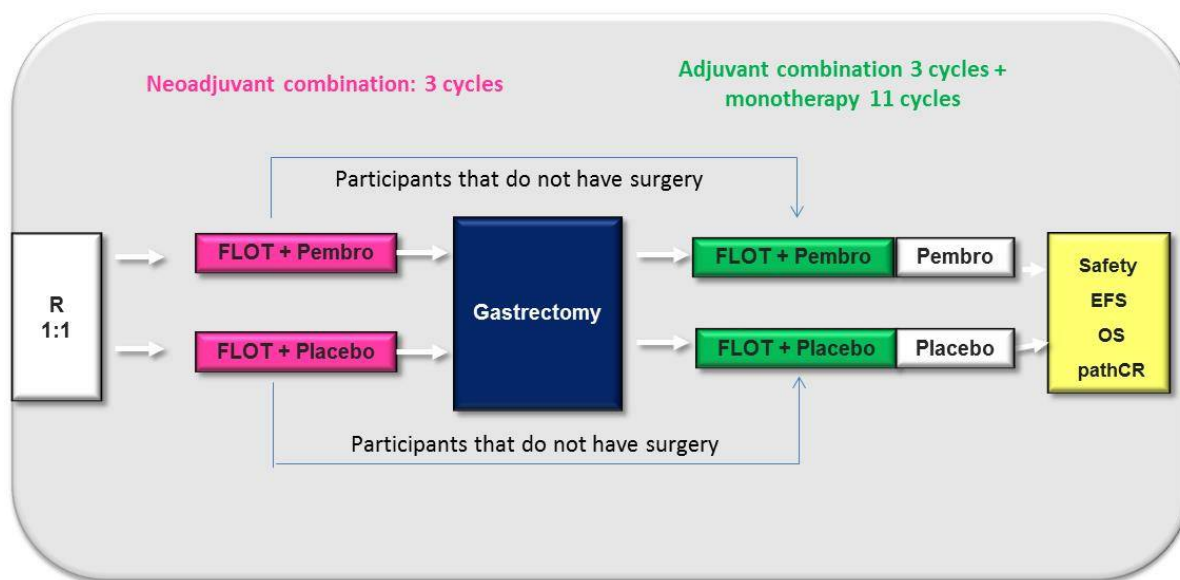 Neoadjuvant combination: 3 cycles
Adjuvant combination 3 cycles +
monotherapy 11 cycles
Participants that do not have surgery
R
1:1
FLOT + Pembro
FLOT + Placebo
Gastrectomy
FLOT + Pembro
Pembro
FLOT + Placebo
Placebo
Safety
EFS
OS
pathCR
Participants that do not have surgery